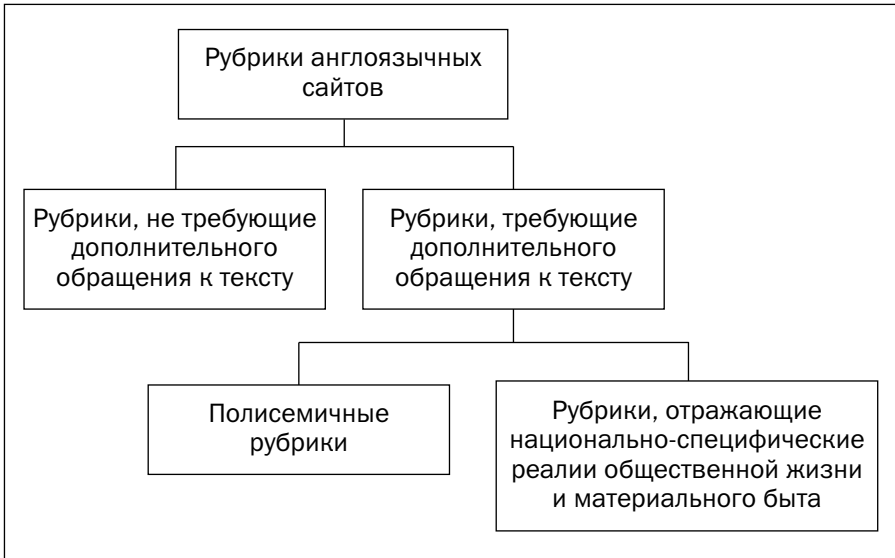 Рубрики англоязычных
сайтов
Рубрики, не требующие
дополнительного
обращения к тексту
Рубрики, требующие
дополнительного
обращения к тексту
Полисемичные
рубрики
Рубрики, отражающие
национально-специфические
реалии общественной жизни
и материального быта